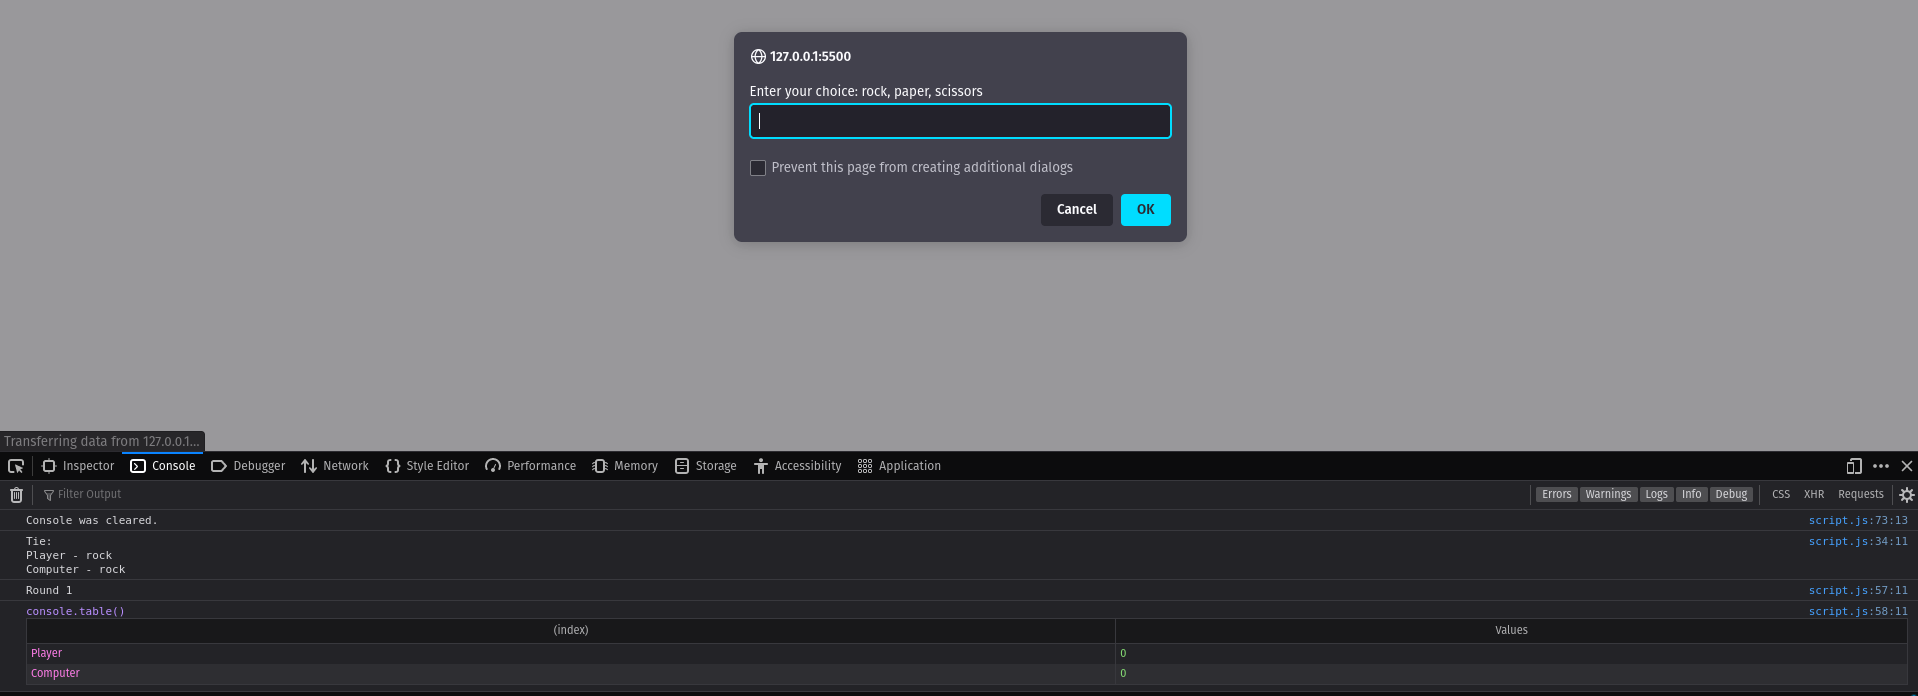 127.0.0.1:5500
Enter your choice: rock, paper, scissors
Prevent this page from creating additional dialogs
Cancel OK
Transferring data from 127.0.0.1...
Inspector Console Debugger Network Style Editor Performance Memory Storage Accessibility Application
Filter Output Errors Warnings Logs Info Debug CSS XHR Requests
Console was cleared. script.js:73:13
Tie: script.js:34:11
Player - rock
Computer - rock
Round 1 script.js:57:11
console.table() script.js:58:11
(index) Values
Player 0
Computer 0